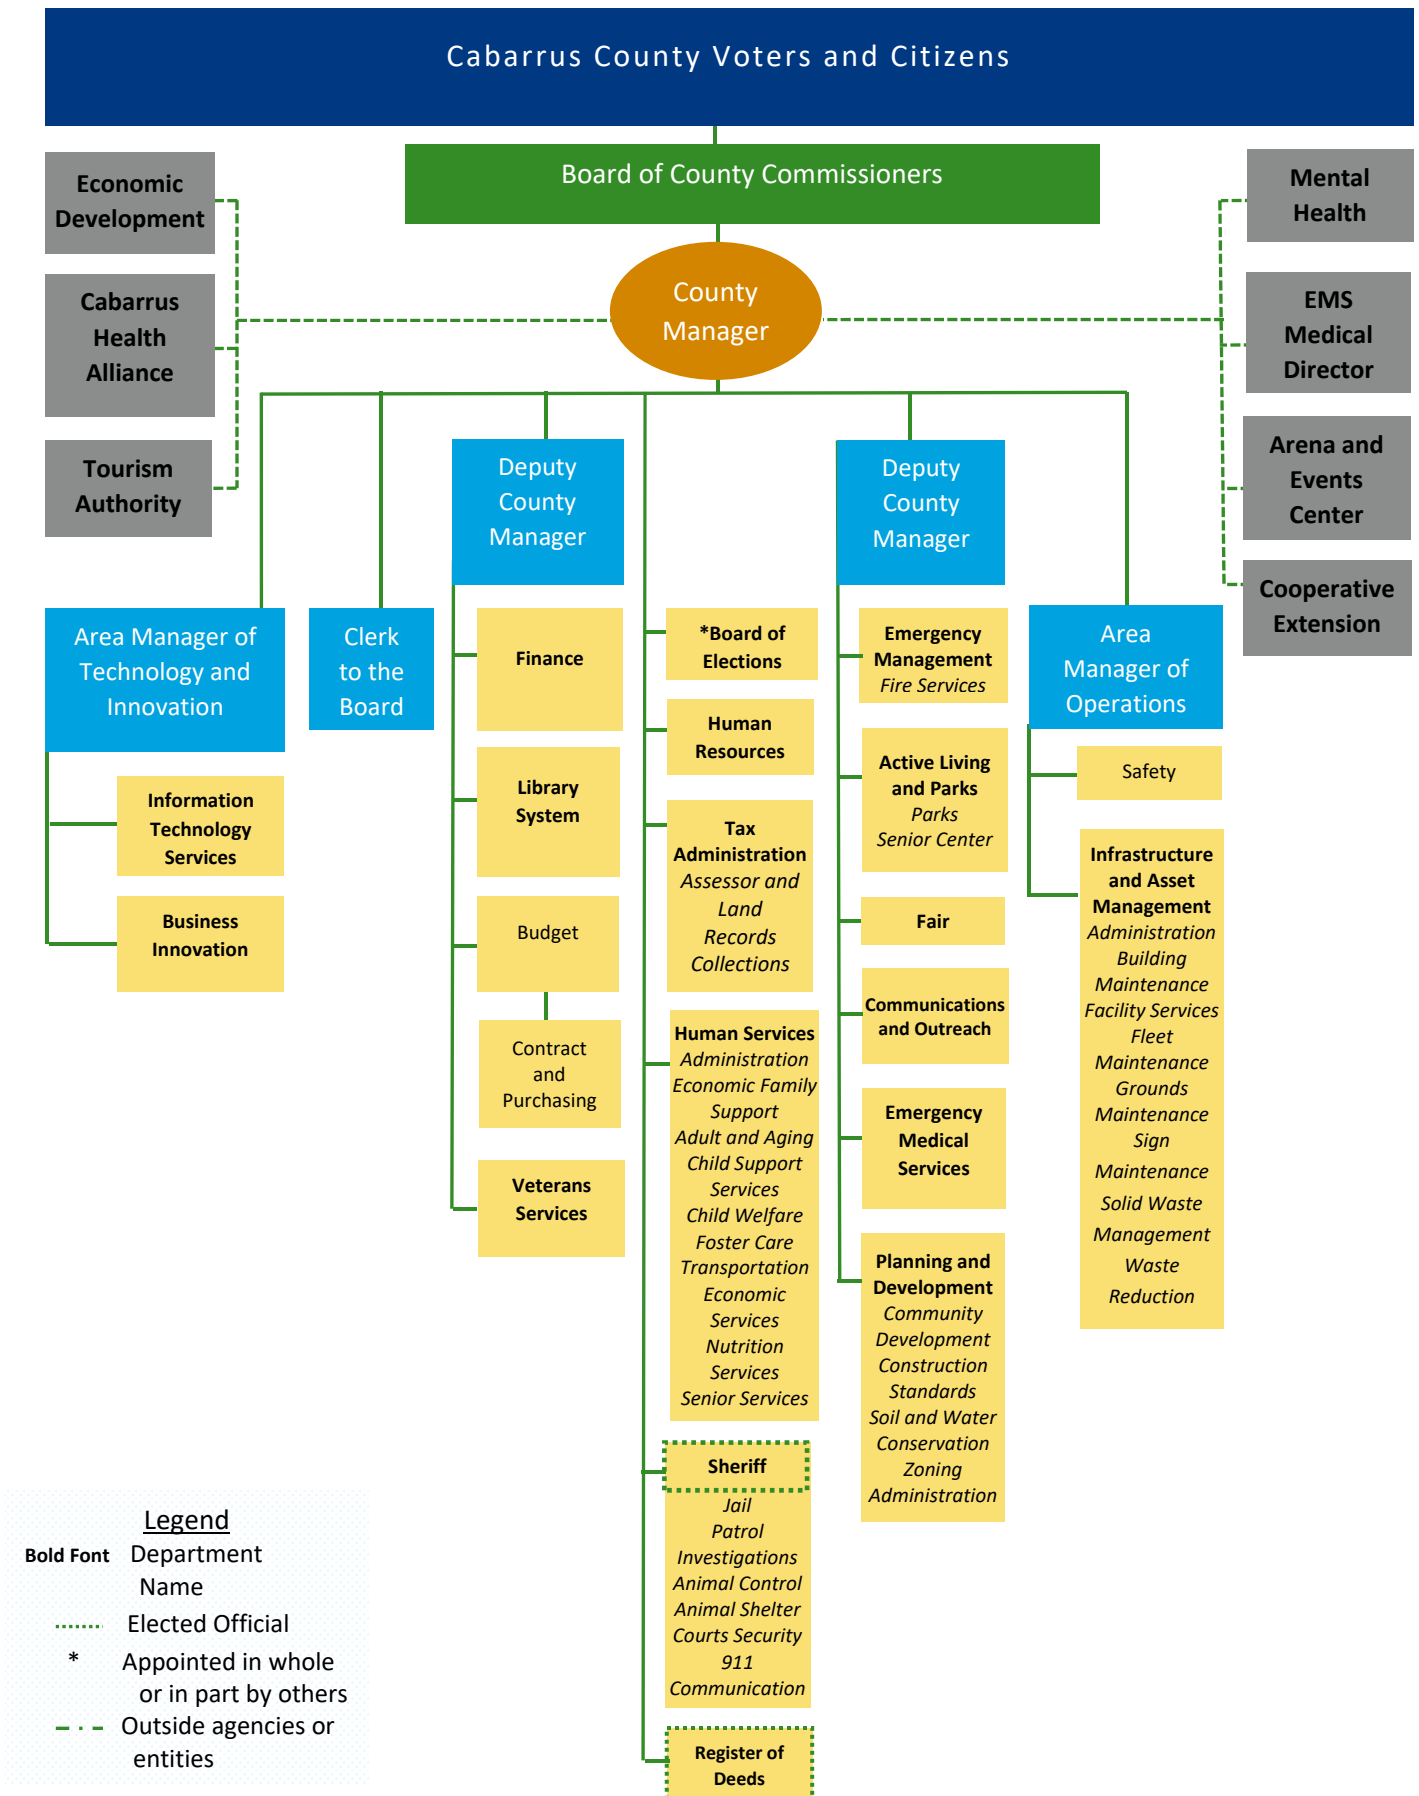 Cabarrus County Voters and Citizens
Board of County Commissioners
County
Manager
Economic
Development
Cabarrus
Health
Alliance
Tourism
Authority
Mental
Health
EMS
Medical
Director
Arena and
Events
Center
Cooperative
Extension
Area Manager of
Technology and
Innovation
Information
Technology
Services
Business
Innovation
Clerk
to the
Board
Deputy
County
Manager
Finance
Library
System
Budget
Contract
and
Purchasing
Veterans
Services
*Board of
Elections
Human
Resources
Tax
Administration
Assessor and
Land
Records
Collections
Human Services
Administration
Economic Family
Support
Adult and Aging
Child Support
Services
Child Welfare
Foster Care
Transportation
Economic
Services
Nutrition
Services
Senior Services
Sheriff
Jail
Patrol
Investigations
Animal Control
Animal Shelter
Courts Security
911
Communication
Register of
Deeds
Deputy
County
Manager
Emergency
Management
Fire Services
Active Living
and Parks
Parks
Senior Center
Fair
Communications
and Outreach
Emergency
Medical
Services
Planning and
Development
Community
Development
Construction
Standards
Soil and Water
Conservation
Zoning
Administration
Area
Manager of
Operations
Safety
Infrastructure
and Asset
Management
Administration
Building
Maintenance
Facility Services
Fleet
Maintenance
Grounds
Maintenance
Sign
Maintenance
Solid Waste
Management
Waste
Reduction
Legend
Bold Font Department
Name
Elected Official
* Appointed in whole
or in part by others
Outside agencies or
entities